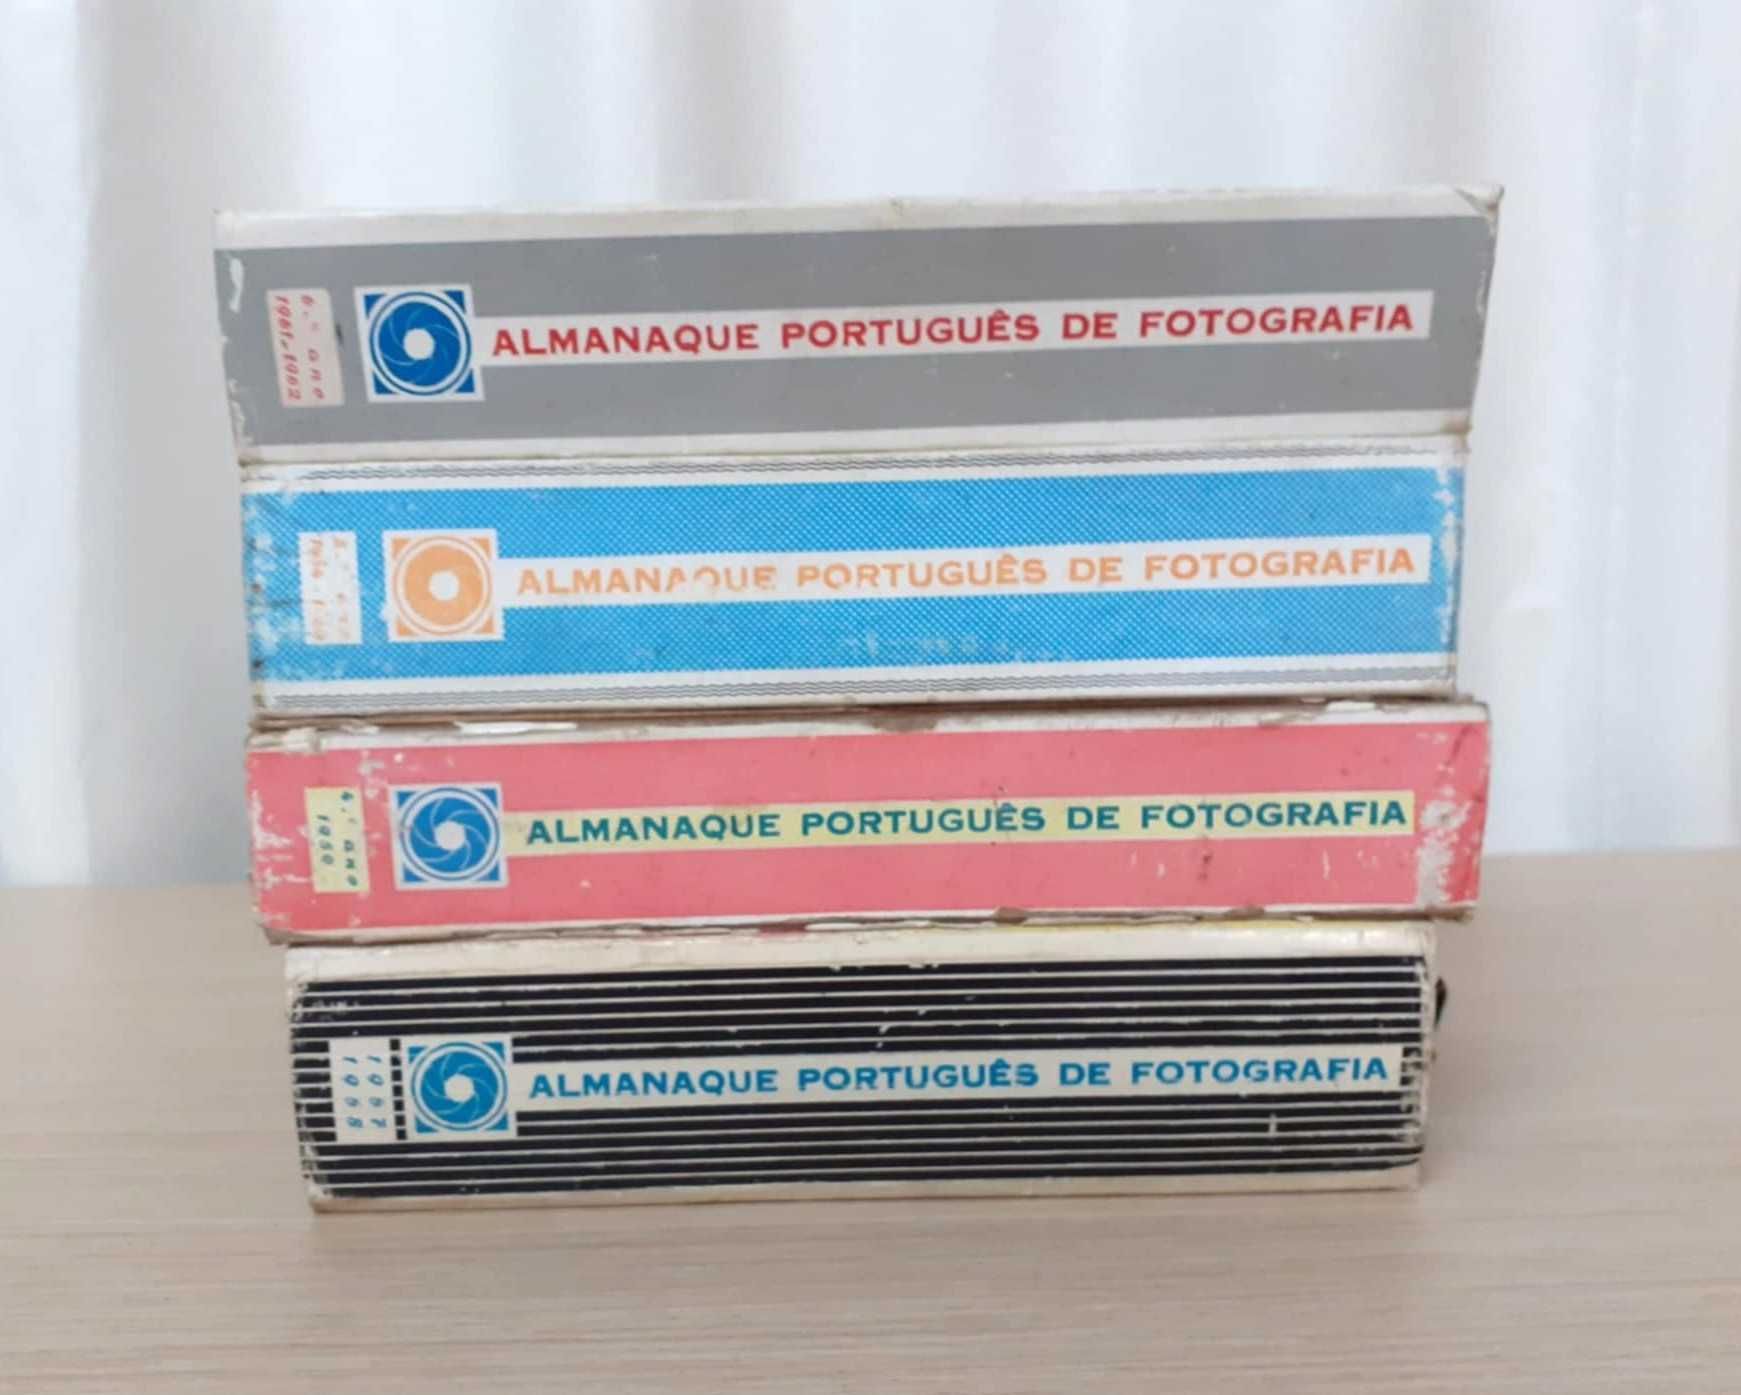 6.º ano
1961-1962
ALMANAQUE PORTUGUÊS DE FOTOGRAFIA
ALMANAQUE PORTUGUÊS DE FOTOGRAFIA
4.º ano
ALMANAQUE PORTUGUÊS DE FOTOGRAFIA
1957
1958
ALMANAQUE PORTUGUÊS DE FOTOGRAFIA